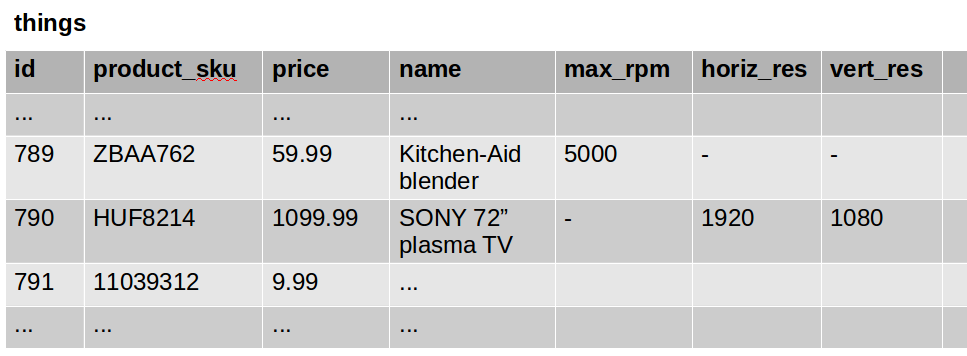 things
id product_sku price name max_rpm horiz_res vert_res
... ... ... ...
789 ZBAA762 59.99 Kitchen-Aid 5000 - -
blender
790 HUF8214 1099.99 SONY 72” - 1920 1080
plasma TV
791 11039312 9.99 ...
... ... ... ...